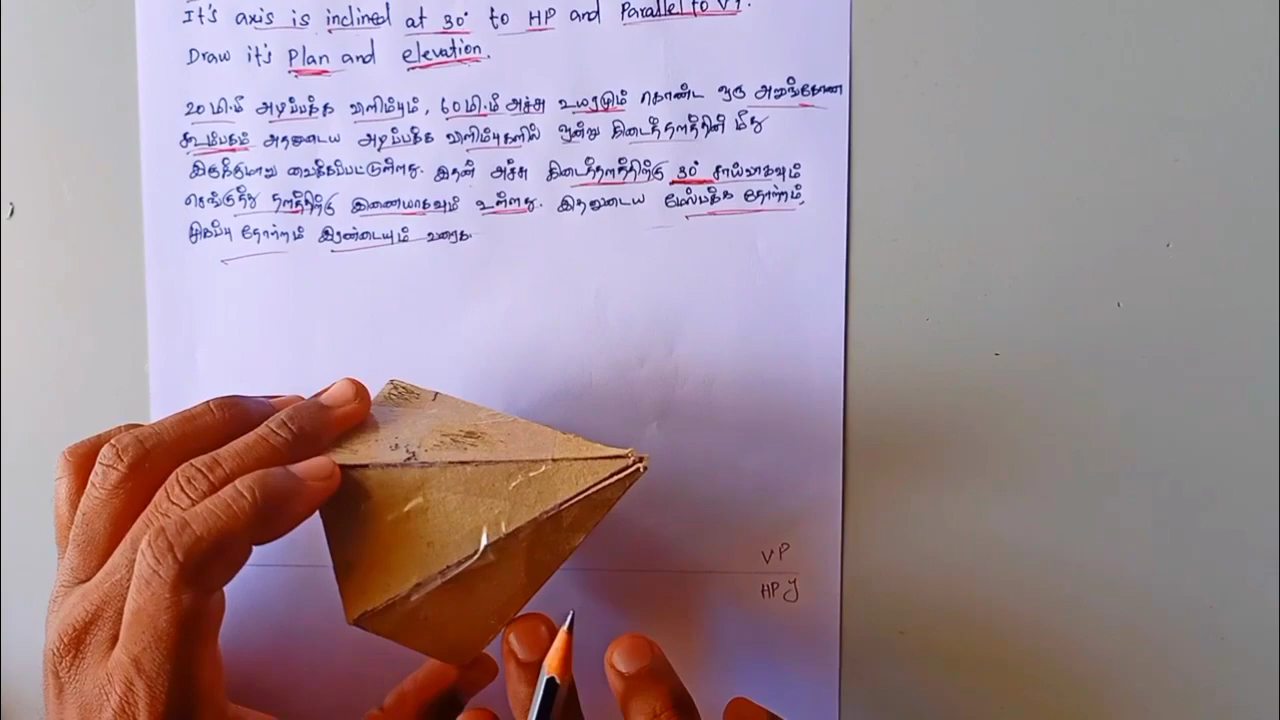 It's axis is inclined at 30° to HP and Parallel to VP.
Draw it's Plan and elevation.
20 மி.மீ அடிப்பக்க விளிம்பும், 60 மி.மீ அச்சு உயரமும் கொண்ட ஒரு அறுங்கோண
கூம்பகம் அதனுடைய அடிப்பக்க விளிம்புகளில் ஒன்று கிடைத்தளத்தின் மீது
இருக்குமாறு வைக்கப்பட்டுள்ளது. இதன் அச்சு கிடைத்தளத்திற்கு 30° சாய்வாகவும்
செங்குத்து தளத்திற்கு இணையாகவும் உள்ளது. இதனுடைய மேல்பக்க தோற்றம்,
சிகப்பு தோற்றம் இரண்டையும் வரைக.
VP
HP